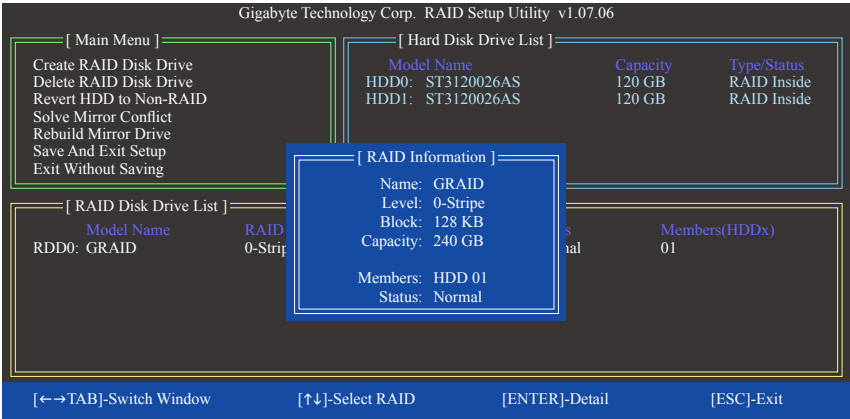 Gigabyte Technology Corp. RAID Setup Utility v1.07.06
[ Main Menu ]
Create RAID Disk Drive
Delete RAID Disk Drive
Revert HDD to Non-RAID
Solve Mirror Conflict
Rebuild Mirror Drive
Save And Exit Setup
Exit Without Saving
[ Hard Disk Drive List ]
Model Name Capacity Type/Status
HDD0: ST3120026AS 120 GB RAID Inside
HDD1: ST3120026AS 120 GB RAID Inside
[ RAID Information ]
Name: GRAID
Level: 0-Stripe
Block: 128 KB
Capacity: 240 GB
Members: HDD 01
Status: Normal
[ RAID Disk Drive List ]
Model Name RAID s Members(HDDx)
RDD0: GRAID 0-Strip al 01
[←→TAB]-Switch Window [↑↓]-Select RAID [ENTER]-Detail [ESC]-Exit